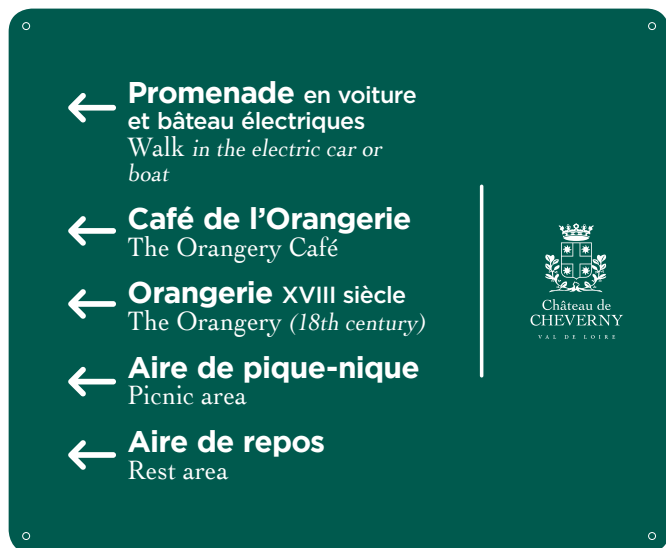 Promenade en voiture
et bâteau électriques
Walk in the electric car or
boat
Café de l’Orangerie
The Orangery Café
Orangerie XVIII siècle
The Orangery (18th century)
Aire de pique-nique
Picnic area
Aire de repos
Rest area
Château de
CHEVERNY
VAL DE LOIRE